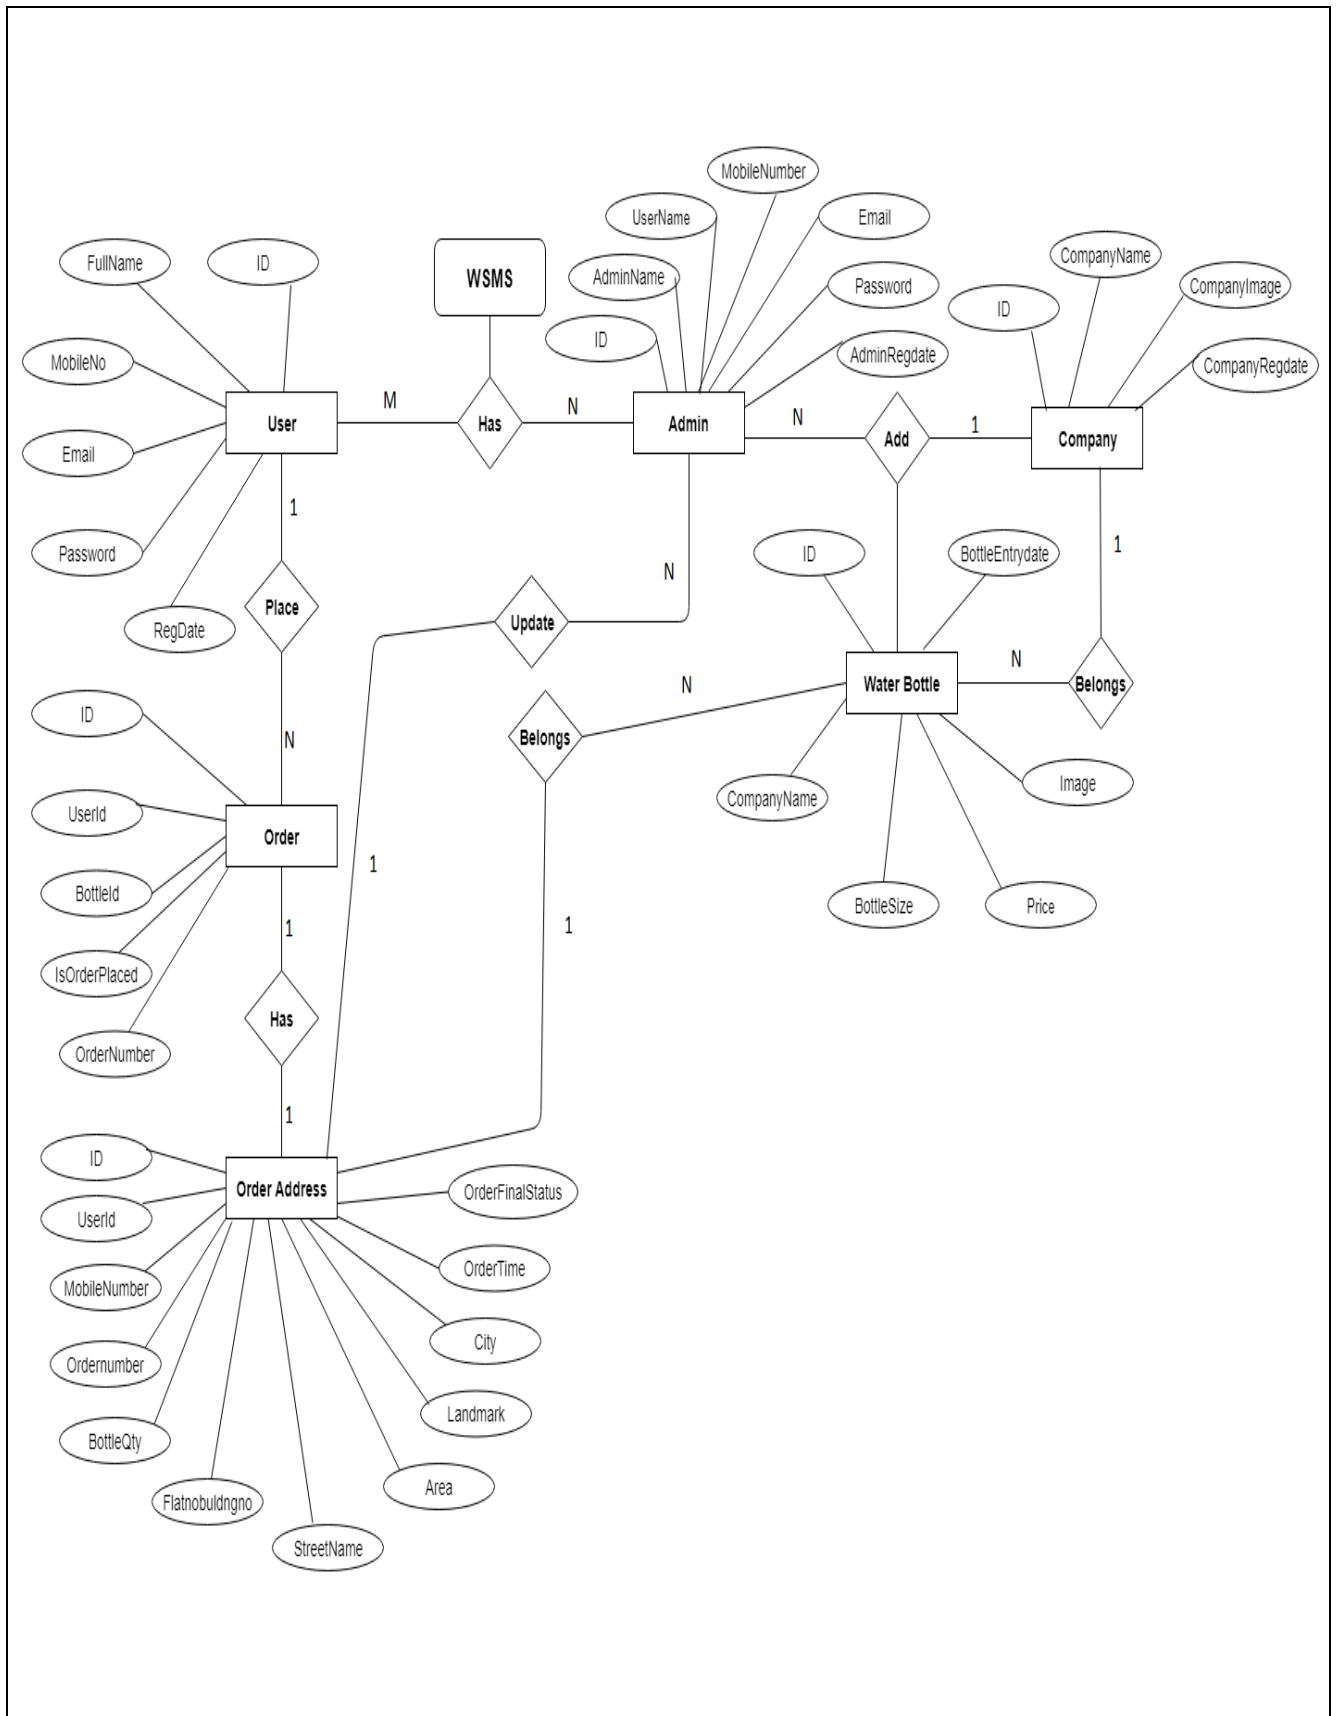 MobileNumber
UserName
Email
FullName
ID
WSMS
AdminName
Password
CompanyName
CompanyImage
ID
ID
AdminRegdate
CompanyRegdate
MobileNo
User
M
Has
N
Admin
N
Add
1
Company
Email
1
Password
ID
BottleEntrydate
1
N
Place
Update
RegDate
N
Water Bottle
N
Belongs
ID
N
Belongs
Image
CompanyName
UserId
Order
1
BottleId
BottleSize
Price
1
1
IsOrderPlaced
Has
OrderNumber
1
ID
Order Address
OrderFinalStatus
UserId
MobileNumber
OrderTime
City
Ordernumber
Landmark
BottleQty
Area
Flatnobuldngno
StreetName